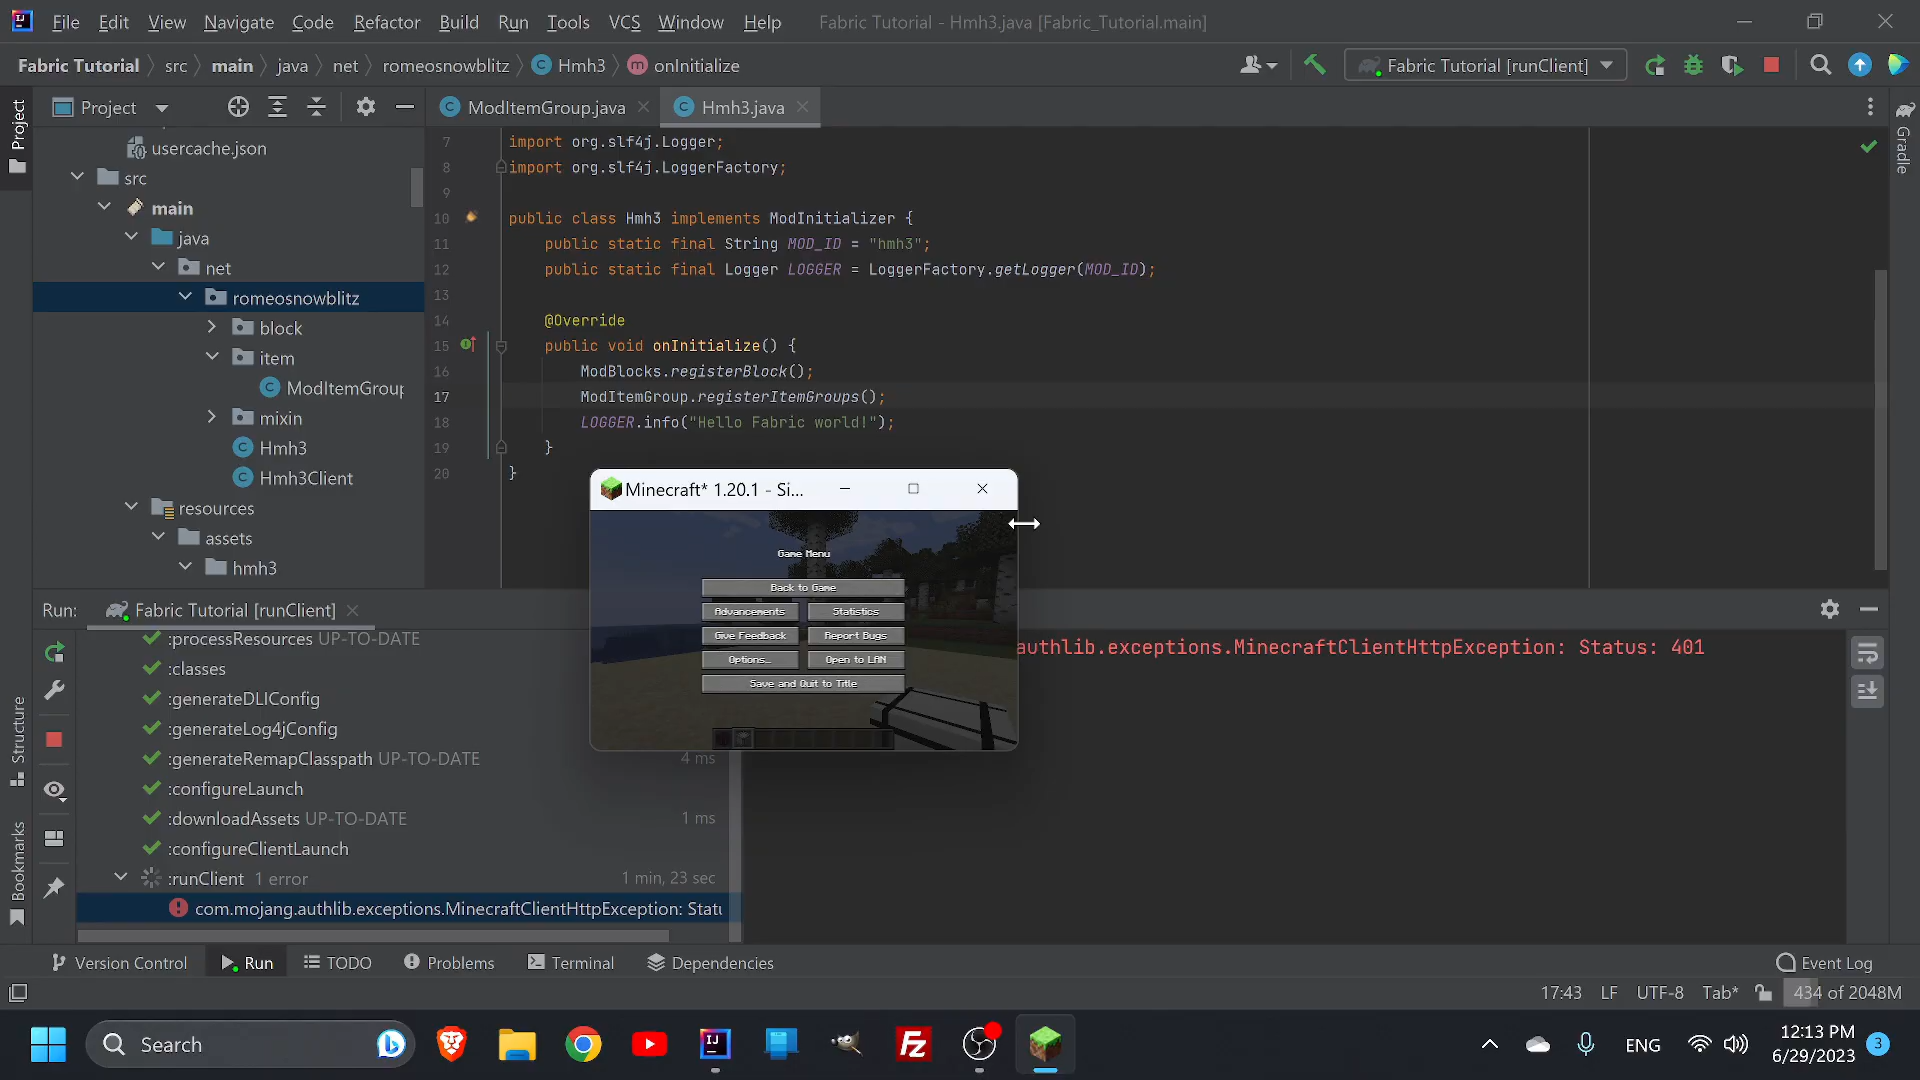 File Edit View Navigate Code Refactor Build Run Tools VCS Window Help Fabric Tutorial - Hmh3.java [Fabric_Tutorial.main]
Fabric Tutorial src main java net romeosnowblitz Hmh3 onInitialize Fabric Tutorial [runClient]
Project
Project
ModItemGroup.java Hmh3.java
Gradle
usercache.json
src
main
java
net
romeosnowblitz
block
item
ModItemGroup
mixin
Hmh3
Hmh3Client
resources
assets
hmh3
7 import org.slf4j.Logger;
8 import org.slf4j.LoggerFactory;
9
10 public class Hmh3 implements ModInitializer {
11 public static final String MOD_ID = "hmh3";
12 public static final Logger LOGGER = LoggerFactory.getLogger(MOD_ID);
13
14 @Override
15 public void onInitialize() {
16 ModBlocks.registerBlock();
17 ModItemGroup.registerItemGroups();
18 LOGGER.info("Hello Fabric world!");
19 }
20 }
Minecraft* 1.20.1 - Si...
Game Menu
Back to Game
Advancements Statistics
Give Feedback Report Bugs
Options... Open to LAN
Save and Quit to Title
Run: Fabric Tutorial [runClient]
:processResources UP-TO-DATE
:classes
:generateDLIConfig
:generateLog4jConfig
:generateRemapClasspath UP-TO-DATE 4 ms
:configureLaunch
:downloadAssets UP-TO-DATE 1 ms
:configureClientLaunch
:runClient 1 error 1 min, 23 sec
com.mojang.authlib.exceptions.MinecraftClientHttpException: Statu
authlib.exceptions.MinecraftClientHttpException: Status: 401
Structure
Bookmarks
Version Control Run TODO Problems Terminal Dependencies Event Log
17:43 LF UTF-8 Tab* 434 of 2048M
Search
ENG
12:13 PM
6/29/2023
3